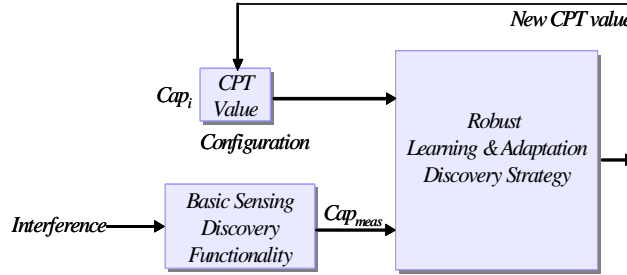 New CPT value
Cap_i
CPT
Value
Configuration
Robust
Learning & Adaptation
Discovery Strategy
Interference
Basic Sensing
Discovery
Functionality
Cap_meas